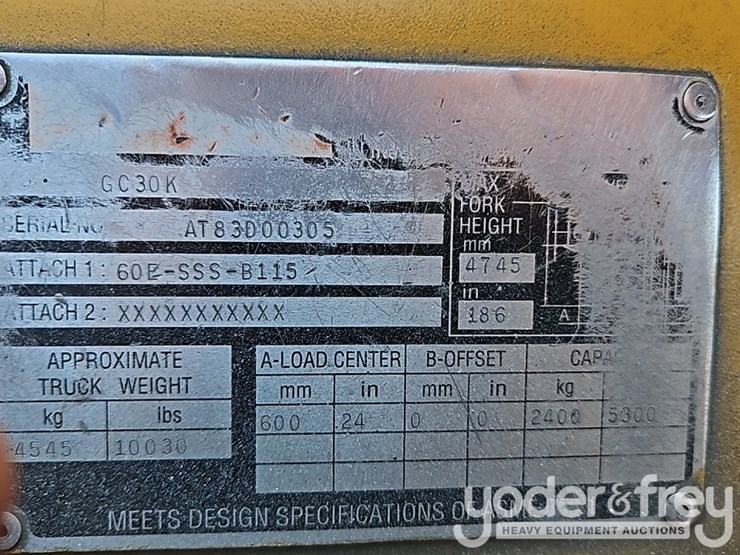 GC30K
SERIAL NO AT83D00305
ATTACH 1: 60E-SSS-B115
ATTACH 2: XXXXXXXXXXX
FORK
HEIGHT
mm
4745
in
186
A
APPROXIMATE
TRUCK WEIGHT
kg lbs
4545 10030
A-LOAD CENTER B-OFFSET
mm in mm in kg
600 24 0 0 2400 5300
MEETS DESIGN SPECIFICATIONS OF
yoder&frey
HEAVY EQUIPMENT AUCTIONS